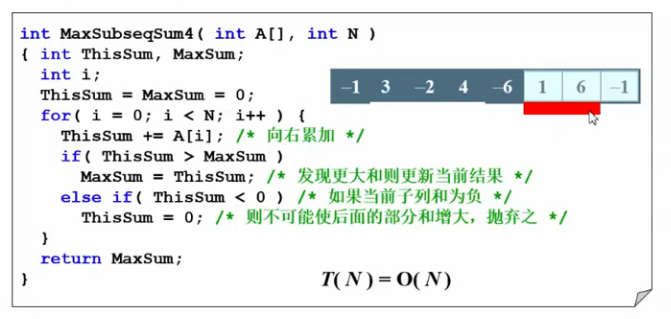 int MaxSubseqSum4( int A[], int N )
{ int ThisSum, MaxSum;
int i;
ThisSum = MaxSum = 0;
for( i = 0; i < N; i++ ) {
ThisSum += A[i]; /* 向右累加 */
if( ThisSum > MaxSum )
MaxSum = ThisSum; /* 发现更大和则更新当前结果 */
else if( ThisSum < 0 ) /* 如果当前子列和为负 */
ThisSum = 0; /* 则不可能使后面的部分和增大，抛弃之 */
}
return MaxSum;
}
–1 3 –2 4 –6 1 6 –1
T( N ) = O( N )